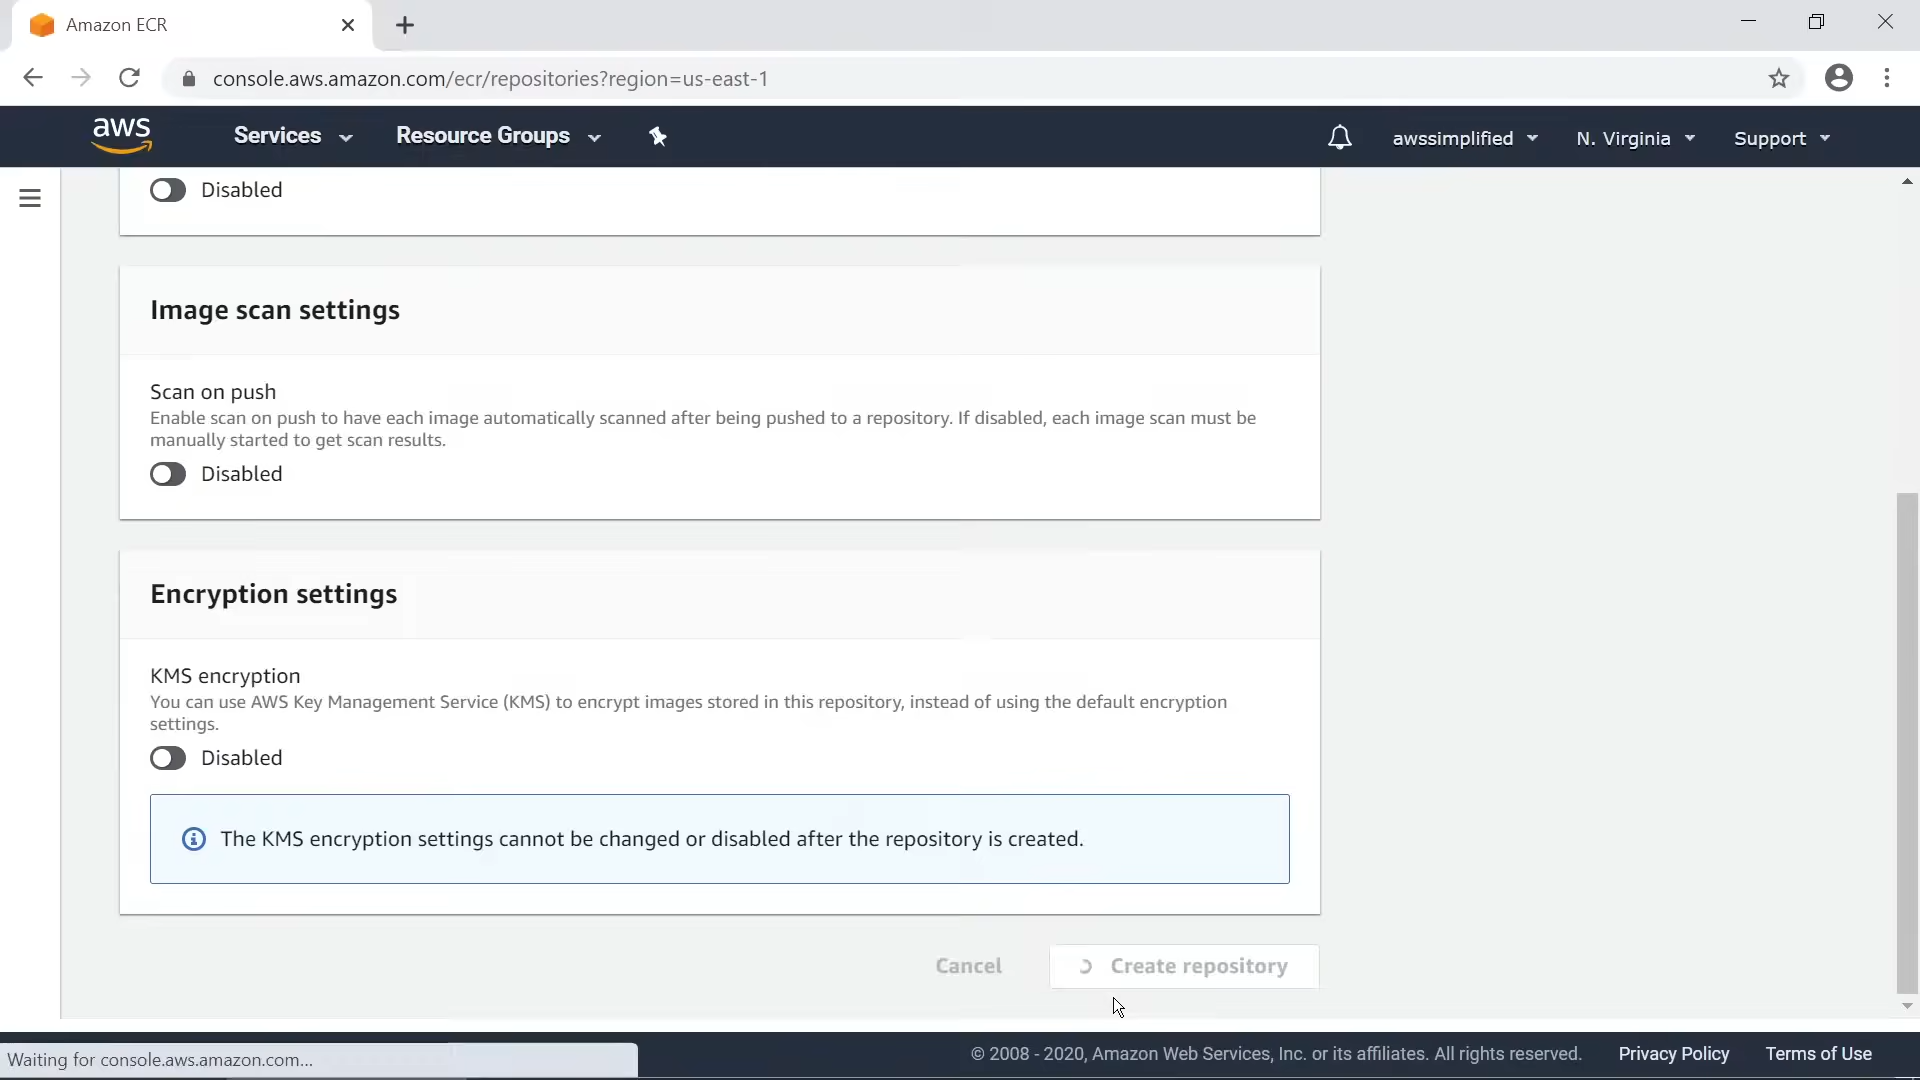 Amazon ECR
console.aws.amazon.com/ecr/repositories?region=us-east-1
aws Services Resource Groups awssimplified N. Virginia Support
Disabled
Image scan settings
Scan on push
Enable scan on push to have each image automatically scanned after being pushed to a repository. If disabled, each image scan must be
manually started to get scan results.
Disabled
Encryption settings
KMS encryption
You can use AWS Key Management Service (KMS) to encrypt images stored in this repository, instead of using the default encryption
settings.
Disabled
The KMS encryption settings cannot be changed or disabled after the repository is created.
Cancel Create repository
Waiting for console.aws.amazon.com... © 2008 - 2020, Amazon Web Services, Inc. or its affiliates. All rights reserved. Privacy Policy Terms of Use